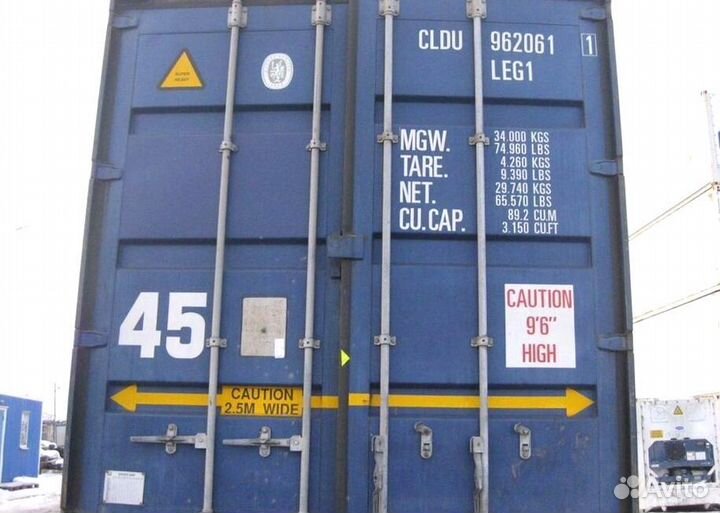 CLDU 962061 1
LEG1
SUPER
HEAVY
MGW. 34.000 KGS
74.960 LBS
TARE. 4.260 KGS
9.390 LBS
NET. 29.740 KGS
65.570 LBS
CU.CAP. 89.2 CU.M
3.150 CU.FT
45
CAUTION
9'6"
HIGH
CAUTION
2.5M WIDE
Avito